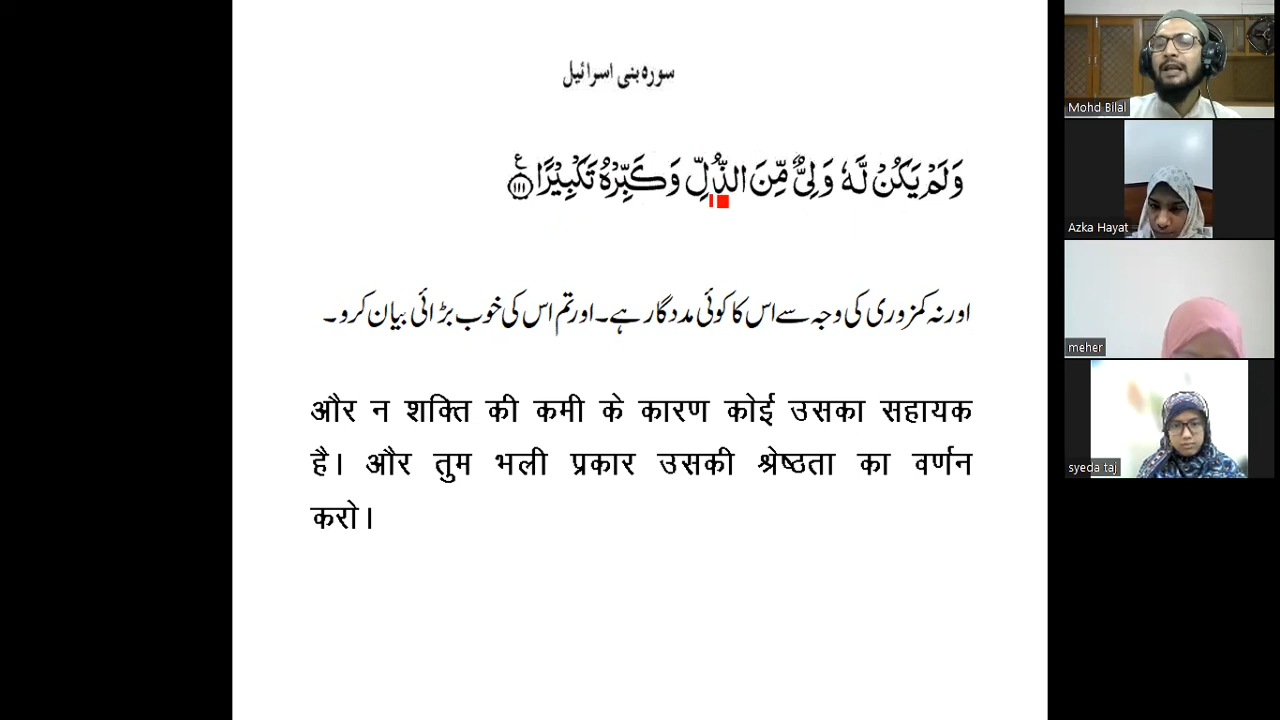 سورہ بنی اسرائیل
وَلَمْ يَكُنْ لَّهٗ وَلِىٌّ مِّنَ الذُّلِّ وَكَبِّرْهُ تَكْبِيْرًا ۝۱۱۱ ع
اور نہ کمزوری کی وجہ سے اس کا کوئی مددگار ہے۔ اور تم اس کی خوب بڑائی بیان کرو۔
और न शक्ति की कमी के कारण कोई उसका सहायक
है। और तुम भली प्रकार उसकी श्रेष्ठता का वर्णन
करो।
Mohd Bilal
Azka Hayat
meher
syeda taj